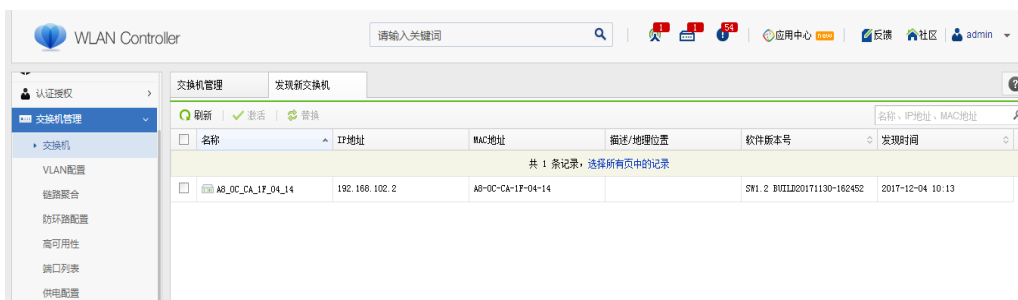 WLAN Controller
请输入关键词
1
1
54
应用中心 new
反馈
社区
admin
认证授权
交换机管理
交换机
VLAN配置
链路聚合
防环路配置
高可用性
端口列表
供电配置
交换机管理
发现新交换机
刷新
激活
替换
名称、IP地址、MAC地址
名称 IP地址 MAC地址 描述/地理位置 软件版本号 发现时间
共 1 条记录，选择所有页中的记录
A8_0C_CA_1F_04_14 192.168.102.2 A8-0C-CA-1F-04-14 SW1.2 BUILD20171130-162452 2017-12-04 10:13